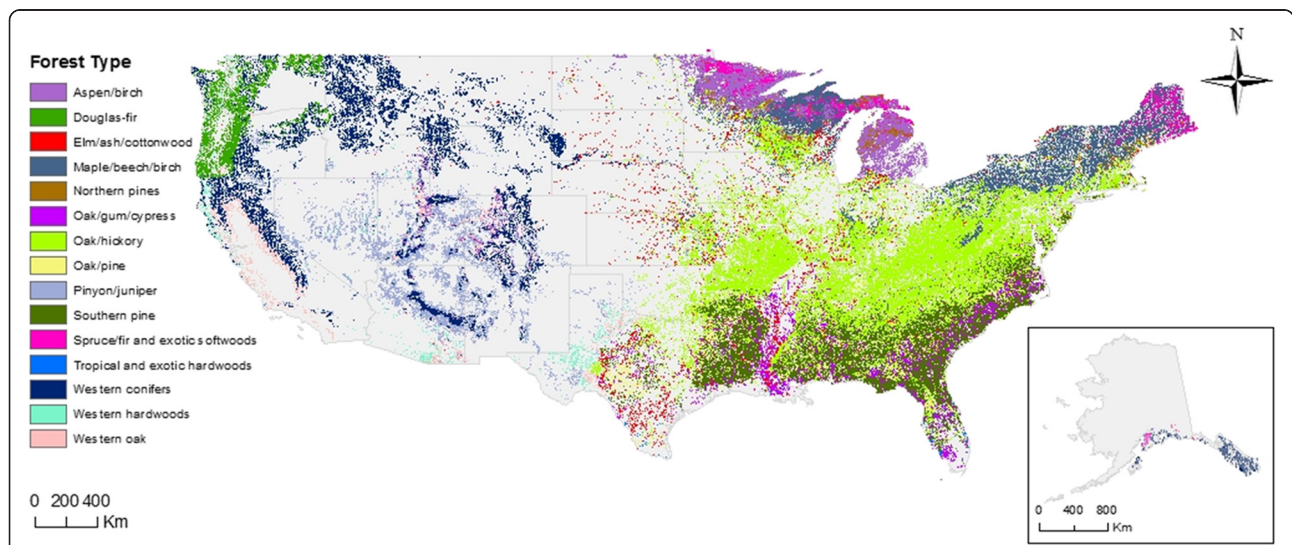 N
Forest Type
Aspen/birch
Douglas-fir
Elm/ash/cottonwood
Maple/beech/birch
Northern pines
Oak/gum/cypress
Oak/hickory
Oak/pine
Pinyon/juniper
Southern pine
Spruce/fir and exotic softwoods
Tropical and exotic hardwoods
Western conifers
Western hardwoods
Western oak
0 200 400
Km
0 400 800
Km